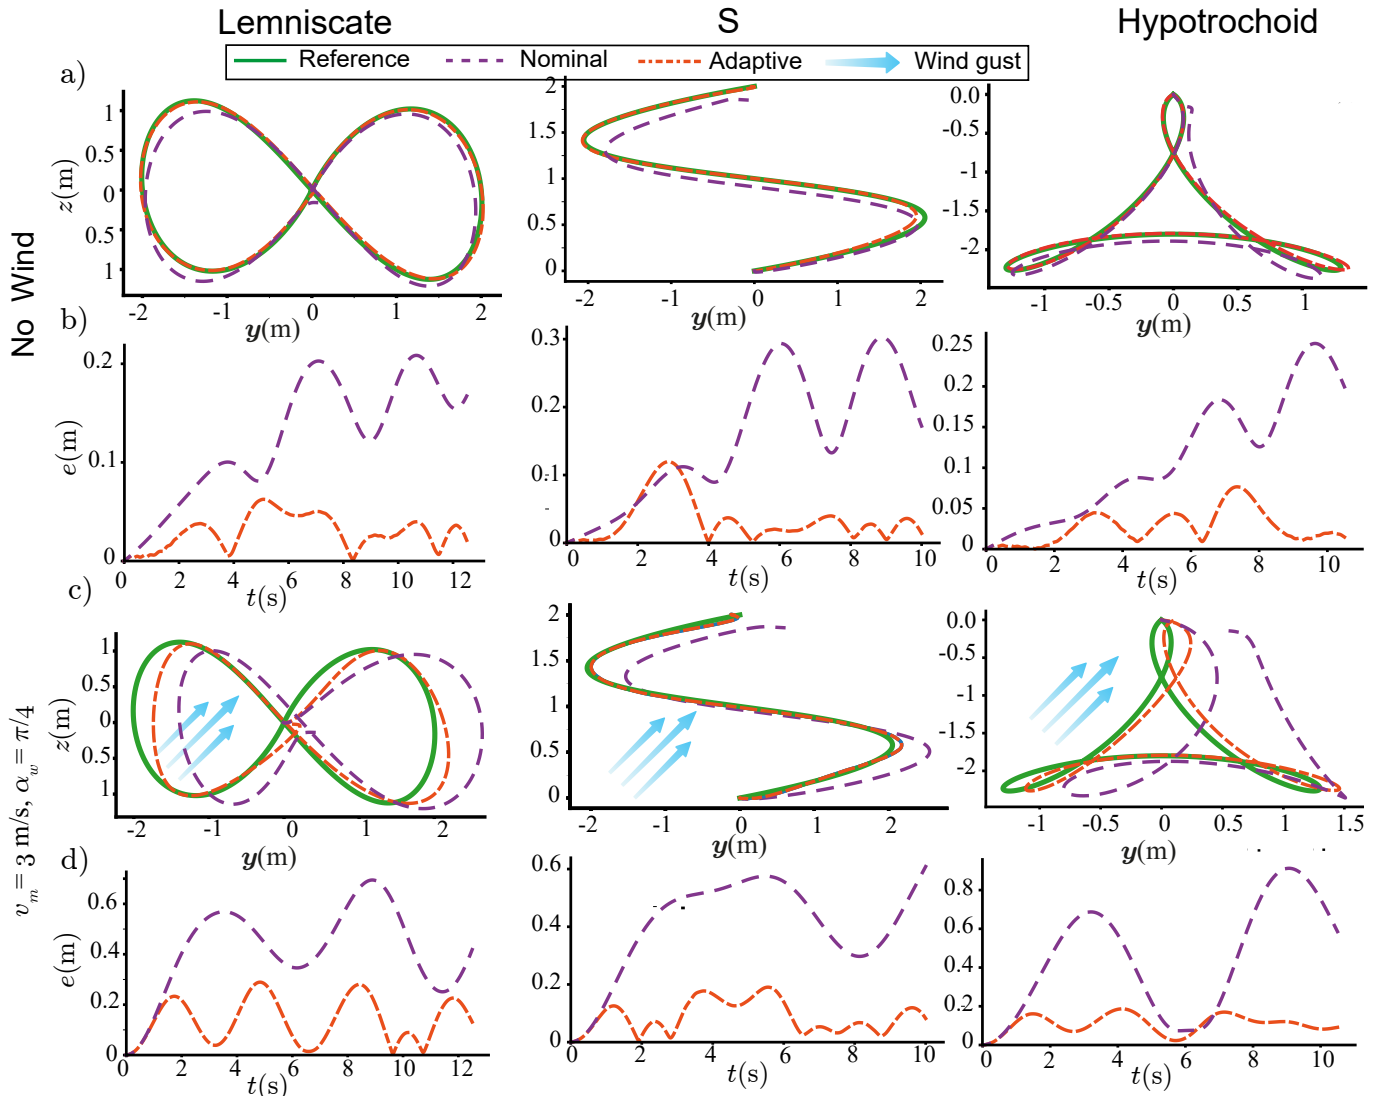 Lemniscate S Hypotrochoid
Reference Nominal Adaptive Wind gust
No Wind
a)
z(m)
1
0.5
0
0.5
1
-2 -1 0 1 2
y(m)
2
1.5
1
0.5
0
-2 -1 0 1 2
y(m)
0.0
-0.5
-1
-1.5
-2
-1 -0.5 0 0.5 1
y(m)
b)
e(m)
0.2
0.1
0
0 2 4 6 8 10 12
t(s)
0.3
0.2
0.1
0
0 2 4 6 8 10
t(s)
0.25
0.2
0.15
0.1
0.05
0
0 2 4 6 8 10
t(s)
v_m = 3 m/s, α_w = π/4
c)
z(m)
1
0.5
0
0.5
1
-2 -1 0 1 2
y(m)
2
1.5
1
0.5
0
-2 -1 0 1 2
y(m)
0.0
-0.5
-1
-1.5
-2
-1 -0.5 0 0.5 1 1.5
y(m)
d)
e(m)
0.6
0.4
0.2
0
0 2 4 6 8 10 12
t(s)
0.6
0.4
0.2
0
0 2 4 6 8 10
t(s)
0.8
0.6
0.4
0.2
0
0 2 4 6 8 10
t(s)